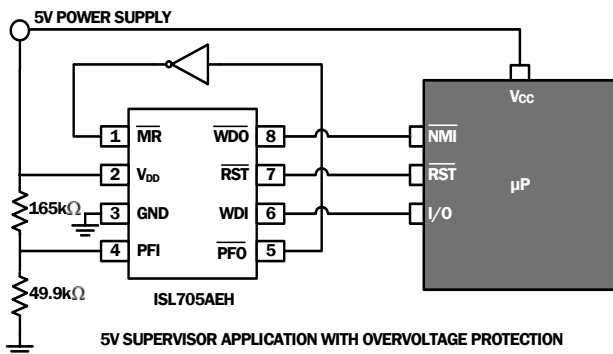 5V POWER SUPPLY
VCC
1 MR WDO 8 NMI
2 VDD RST 7 RST µP
165kΩ 3 GND WDI 6 I/O
4 PFI PFO 5
49.9kΩ
ISL705AEH
5V SUPERVISOR APPLICATION WITH OVERVOLTAGE PROTECTION